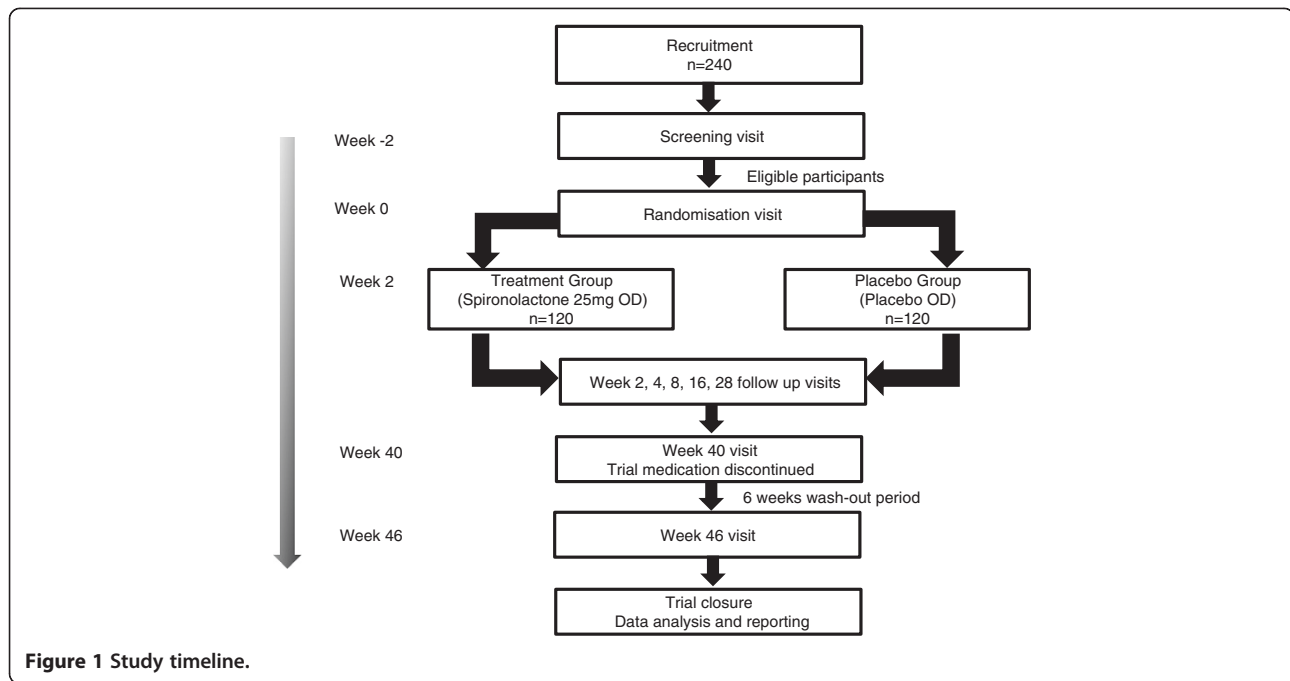 Recruitment
n=240
Week -2
Screening visit
Eligible participants
Week 0
Randomisation visit
Week 2
Treatment Group
(Spironolactone 25mg OD)
n=120
Placebo Group
(Placebo OD)
n=120
Week 2, 4, 8, 16, 28 follow up visits
Week 40
Week 40 visit
Trial medication discontinued
6 weeks wash-out period
Week 46
Week 46 visit
Trial closure
Data analysis and reporting
Figure 1 Study timeline.